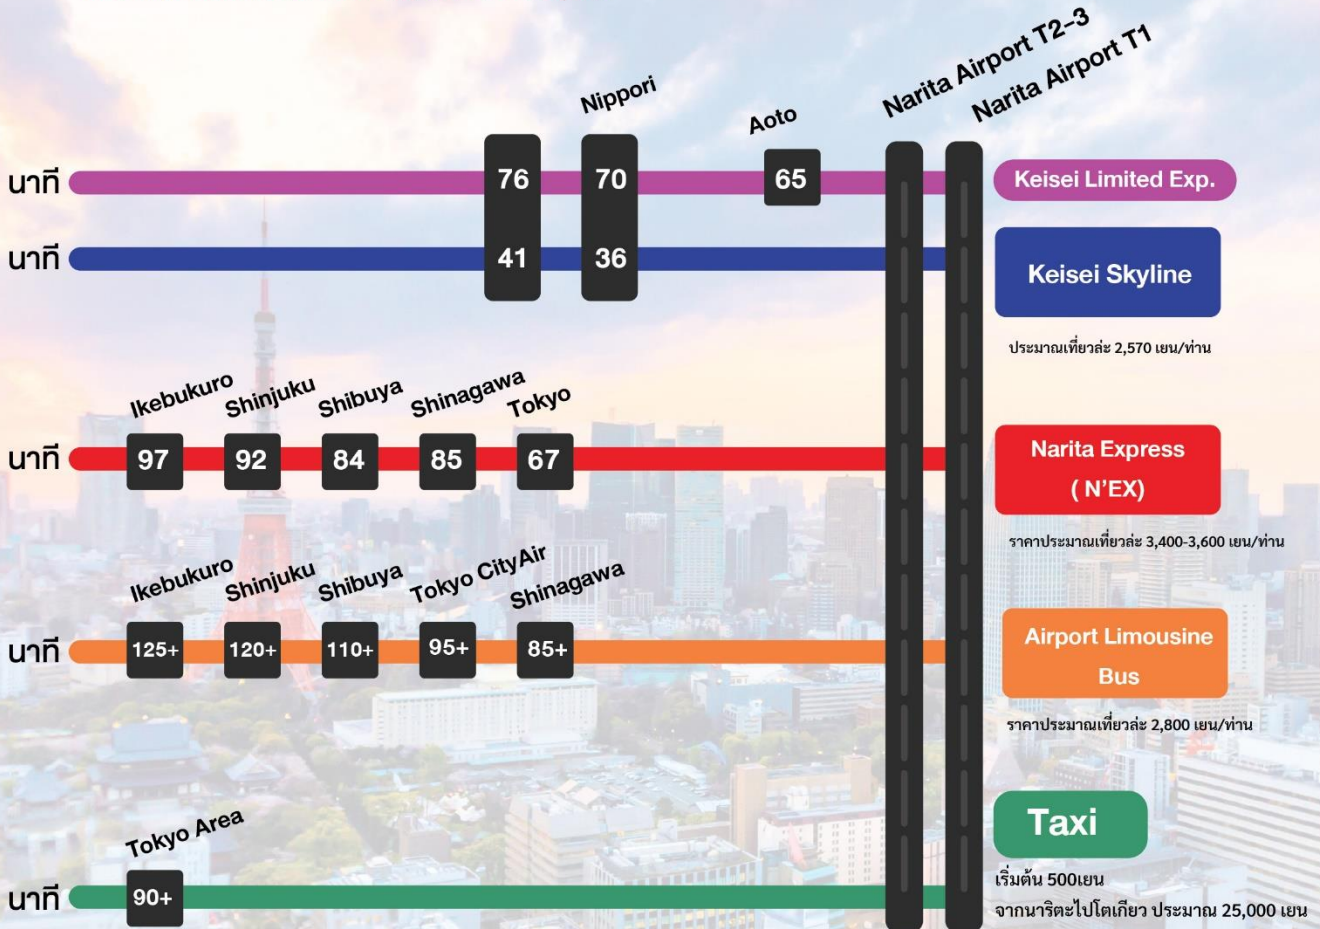 Narita Airport T2-3
Narita Airport T1
Nippori
Aoto
นาที
76
70
65
Keisei Limited Exp.
นาที
41
36
Keisei Skyline
ประมาณเที่ยวล่ะ 2,570 เยน/ท่าน
Ikebukuro
Shinjuku
Shibuya
Shinagawa
Tokyo
นาที
97
92
84
85
67
Narita Express
( N'EX)
ราคาประมาณเที่ยวล่ะ 3,400-3,600 เยน/ท่าน
Ikebukuro
Shinjuku
Shibuya
Tokyo CityAir
Shinagawa
นาที
125+
120+
110+
95+
85+
Airport Limousine
Bus
ราคาประมาณเที่ยวล่ะ 2,800 เยน/ท่าน
Tokyo Area
นาที
90+
Taxi
เริ่มต้น 500เยน
จากนาริตะไปโตเกียว ประมาณ 25,000 เยน